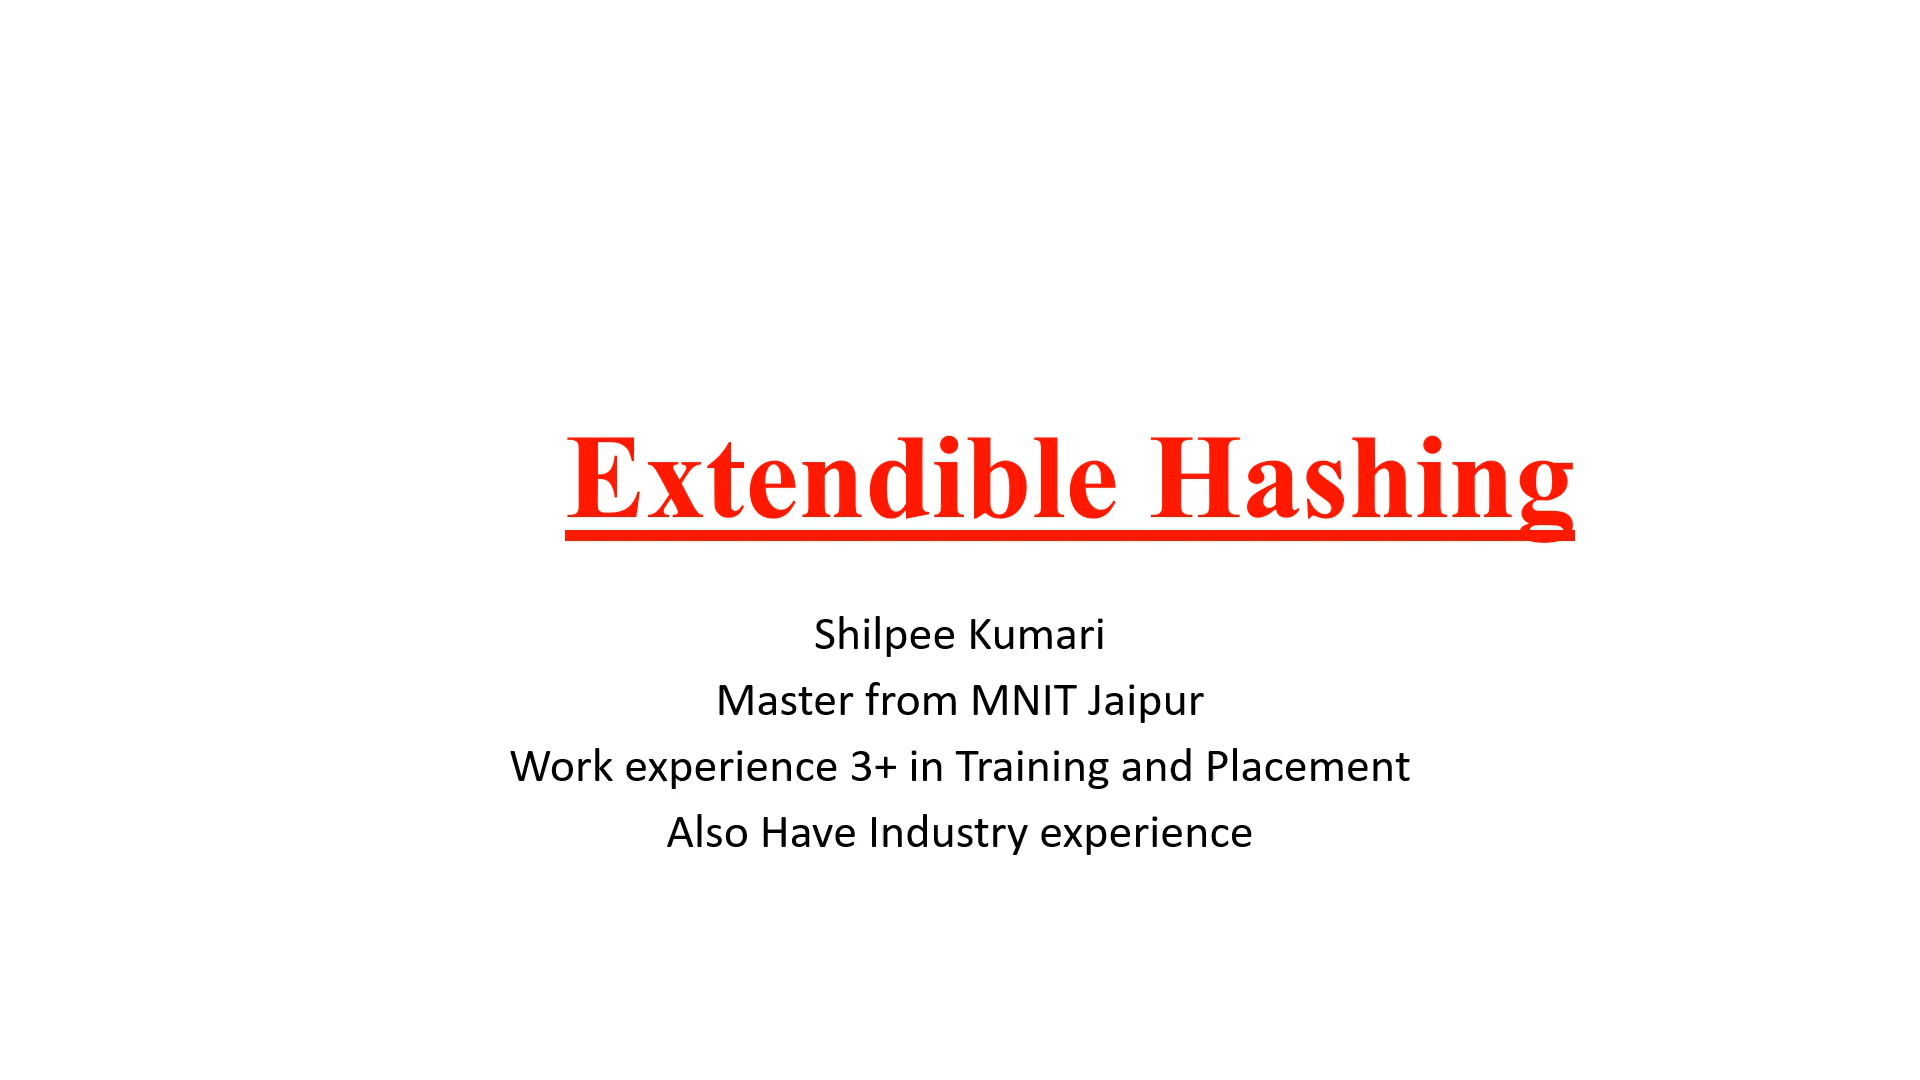 Extendible Hashing
Shilpee Kumari
Master from MNIT Jaipur
Work experience 3+ in Training and Placement
Also Have Industry experience